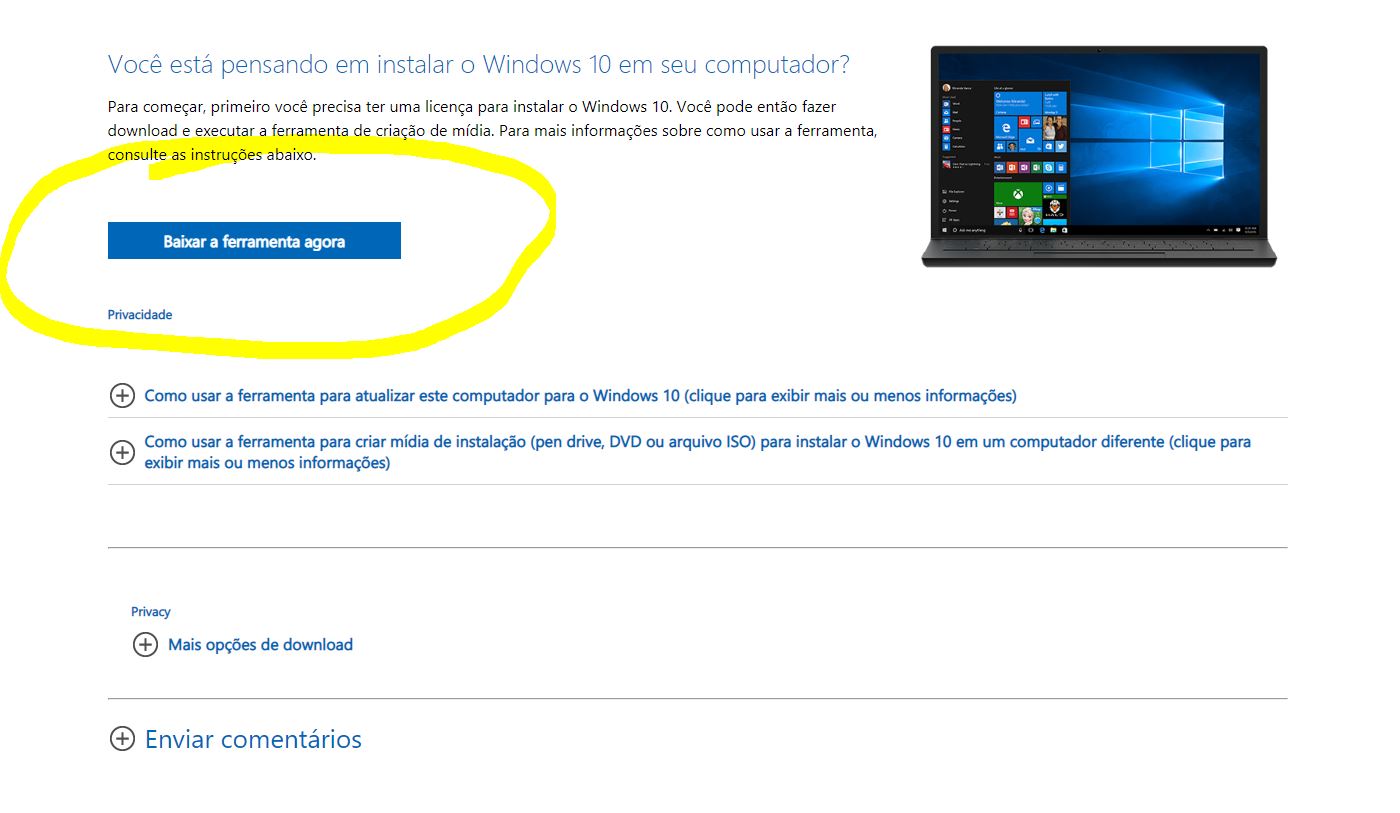 Você está pensando em instalar o Windows 10 em seu computador?
Para começar, primeiro você precisa ter uma licença para instalar o Windows 10. Você pode então fazer
download e executar a ferramenta de criação de mídia. Para mais informações sobre como usar a ferramenta,
consulte as instruções abaixo.
Baixar a ferramenta agora
Privacidade
Como usar a ferramenta para atualizar este computador para o Windows 10 (clique para exibir mais ou menos informações)
Como usar a ferramenta para criar mídia de instalação (pen drive, DVD ou arquivo ISO) para instalar o Windows 10 em um computador diferente (clique para
exibir mais ou menos informações)
Privacy
Mais opções de download
Enviar comentários